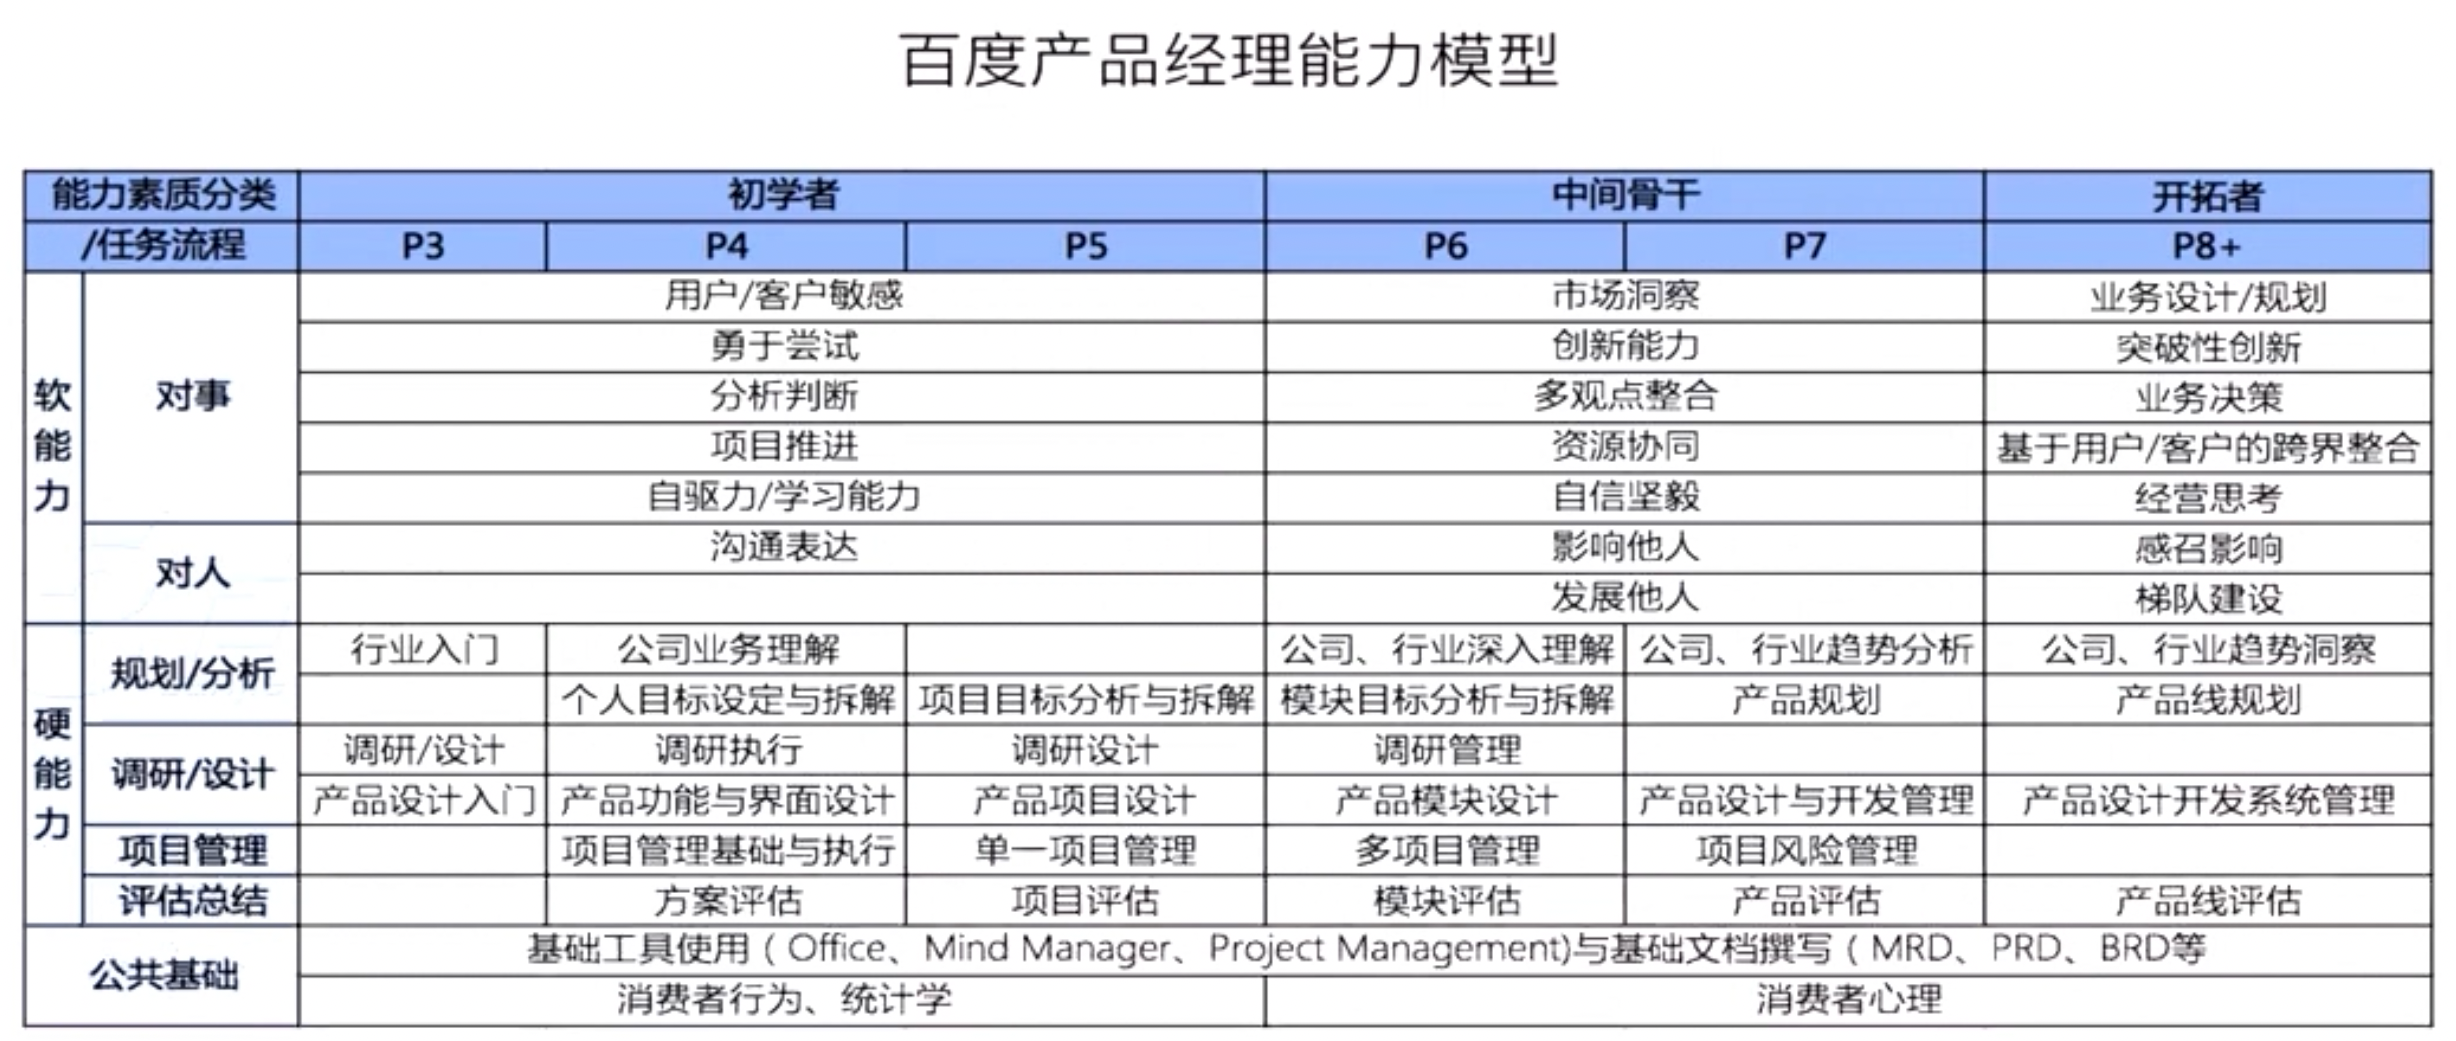 百度产品经理能力模型
能力素质分类 初学者 中间骨干 开拓者
/任务流程 P3 P4 P5 P6 P7 P8+
软能力 对事 用户/客户敏感 市场洞察 业务设计/规划
勇于尝试 创新能力 突破性创新
分析判断 多观点整合 业务决策
项目推进 资源协同 基于用户/客户的跨界整合
自驱力/学习能力 自信坚毅 经营思考
对人 沟通表达 影响他人 感召影响
发展他人 梯队建设
硬能力 规划/分析 行业入门 公司业务理解 公司、行业深入理解 公司、行业趋势分析 公司、行业趋势洞察
个人目标设定与拆解 项目目标分析与拆解 模块目标分析与拆解 产品规划 产品线规划
调研/设计 调研/设计 调研执行 调研设计 调研管理
产品设计入门 产品功能与界面设计 产品项目设计 产品模块设计 产品设计与开发管理 产品设计开发系统管理
项目管理 项目管理基础与执行 单一项目管理 多项目管理 项目风险管理
评估总结 方案评估 项目评估 模块评估 产品评估 产品线评估
公共基础 基础工具使用（Office、Mind Manager、Project Management)与基础文档撰写（MRD、PRD、BRD等
消费者行为、统计学 消费者心理